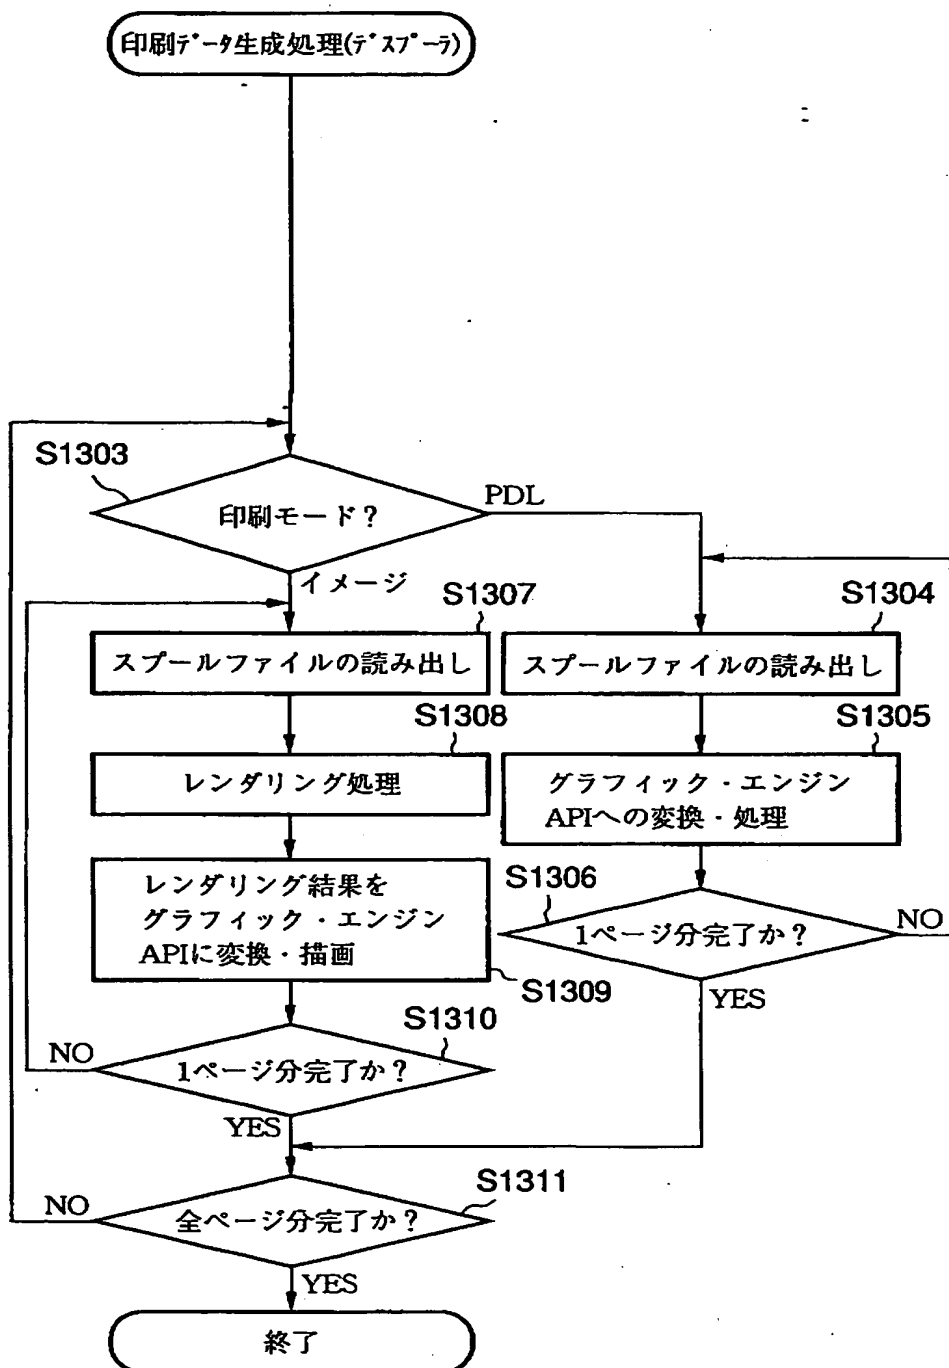 印刷データ生成処理(デスプーラ)
S1303
印刷モード?
PDL
イメージ
S1307
スプールファイルの読み出し
S1304
スプールファイルの読み出し
S1308
レンダリング処理
S1305
グラフィック・エンジン
APIへの変換・処理
レンダリング結果を
グラフィック・エンジン
APIに変換・描画
S1309
S1306
1ページ分完了か?
NO
YES
S1310
1ページ分完了か?
NO
YES
S1311
全ページ分完了か?
NO
YES
終了